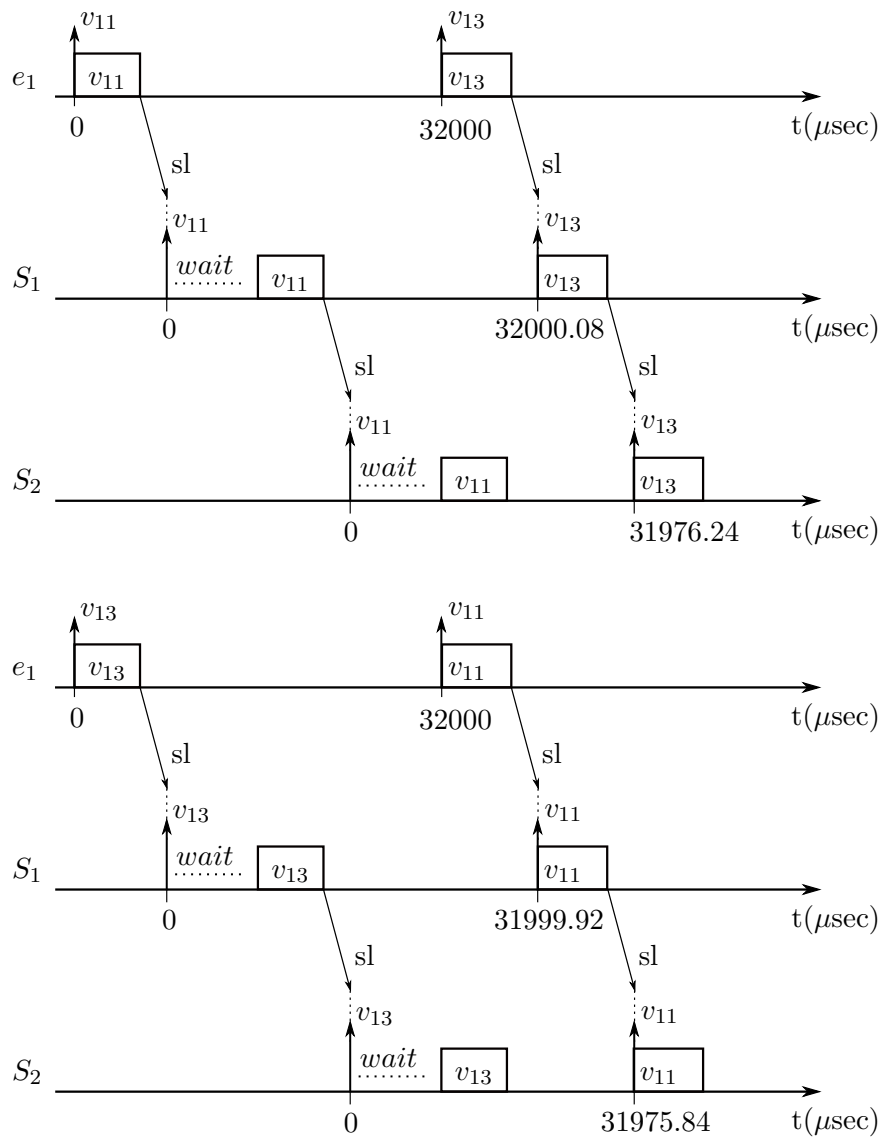 v₁₁ v₁₃
e₁ v₁₁ v₁₃
0 32000 t(μsec)
sl sl
v₁₁ v₁₃
S₁ wait v₁₁ v₁₃
0 32000.08 t(μsec)
sl sl
v₁₁ v₁₃
S₂ wait v₁₁ v₁₃
0 31976.24 t(μsec)
v₁₃ v₁₁
e₁ v₁₃ v₁₁
0 32000 t(μsec)
sl sl
v₁₃ v₁₁
S₁ wait v₁₃ v₁₁
0 31999.92 t(μsec)
sl sl
v₁₃ v₁₁
S₂ wait v₁₃ v₁₁
0 31975.84 t(μsec)